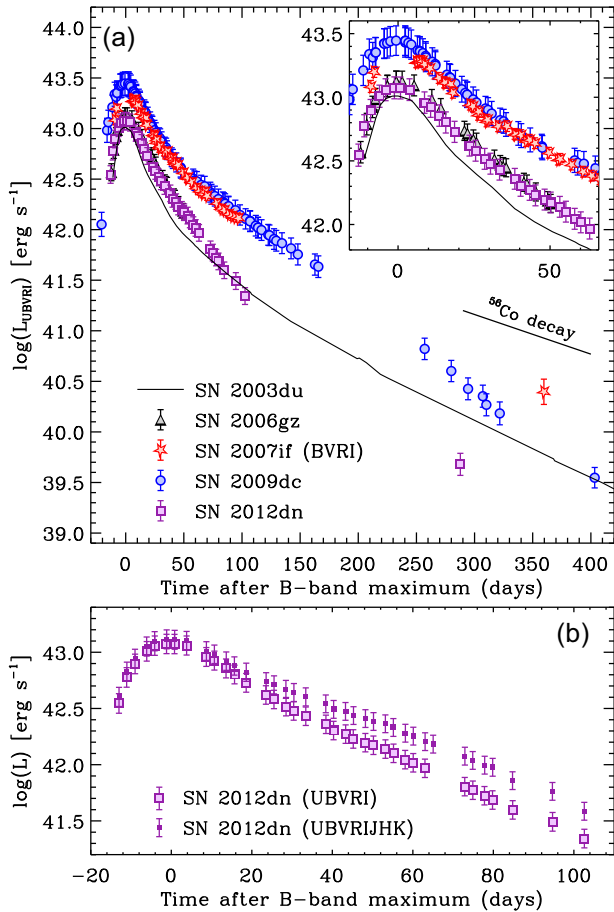 (a)
log(L_UBVRI) [erg s⁻¹]
44.0
43.5
43.0
42.5
42.0
41.5
41.0
40.5
40.0
39.5
39.0
43.5
43.0
42.5
42.0
0 50
⁵⁶Co decay
SN 2003du
SN 2006gz
SN 2007if (BVRI)
SN 2009dc
SN 2012dn
0 50 100 150 200 250 300 350 400
Time after B-band maximum (days)
(b)
log(L) [erg s⁻¹]
43.0
42.5
42.0
41.5
SN 2012dn (UBVRI)
SN 2012dn (UBVRIJHK)
-20 0 20 40 60 80 100
Time after B-band maximum (days)